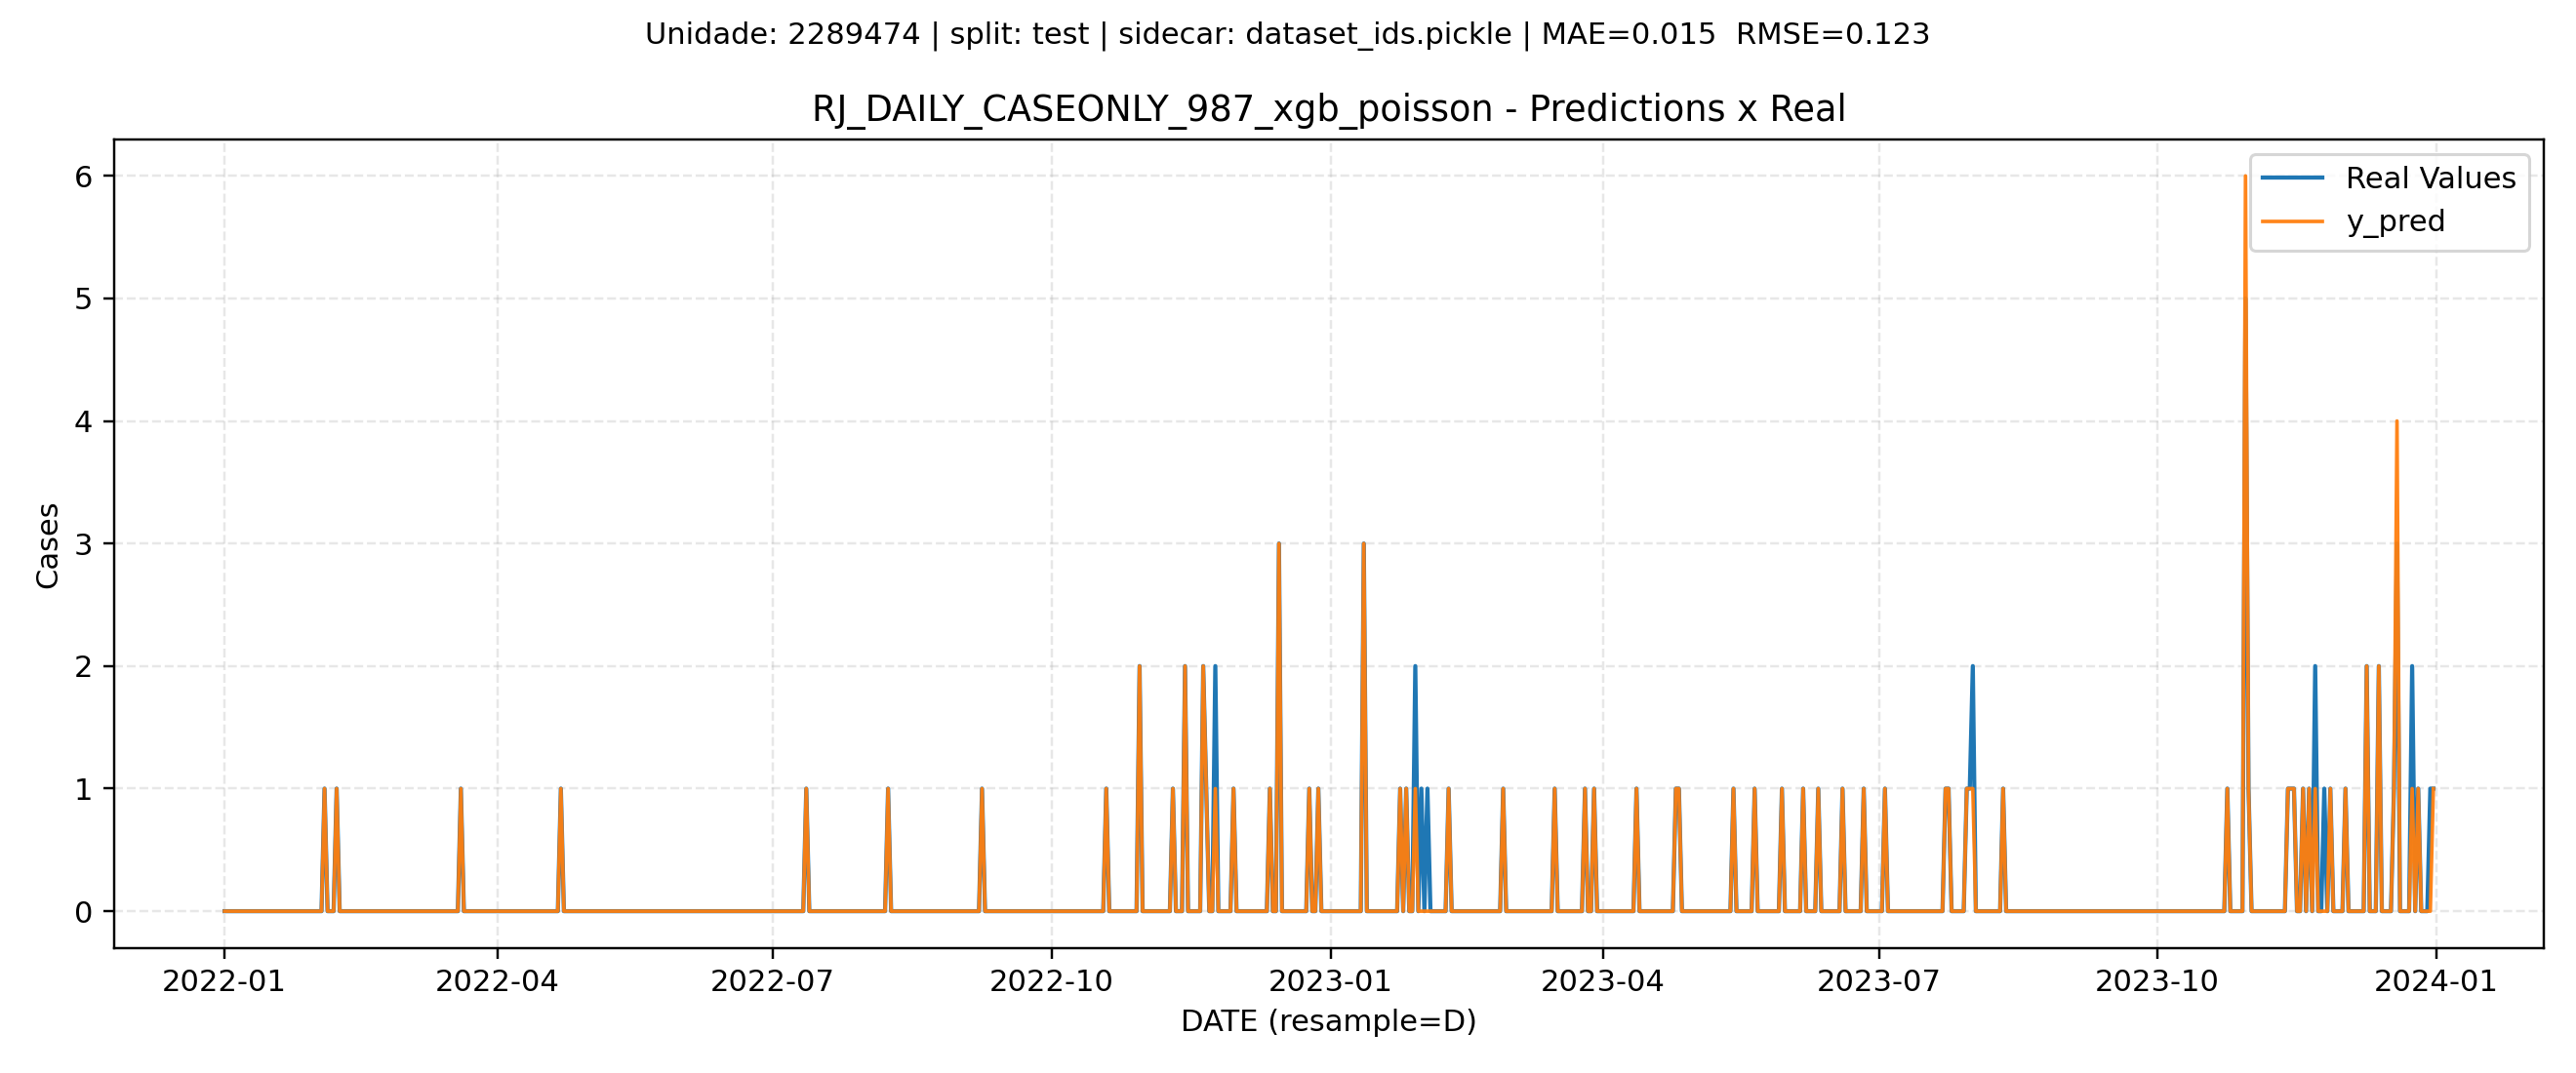 Unidade: 2289474 | split: test | sidecar: dataset_ids.pickle | MAE=0.015  RMSE=0.123
RJ_DAILY_CASEONLY_987_xgb_poisson - Predictions x Real
Real Values
y_pred
Cases
6
5
4
3
2
1
0
2022-01
2022-04
2022-07
2022-10
2023-01
2023-04
2023-07
2023-10
2024-01
DATE (resample=D)